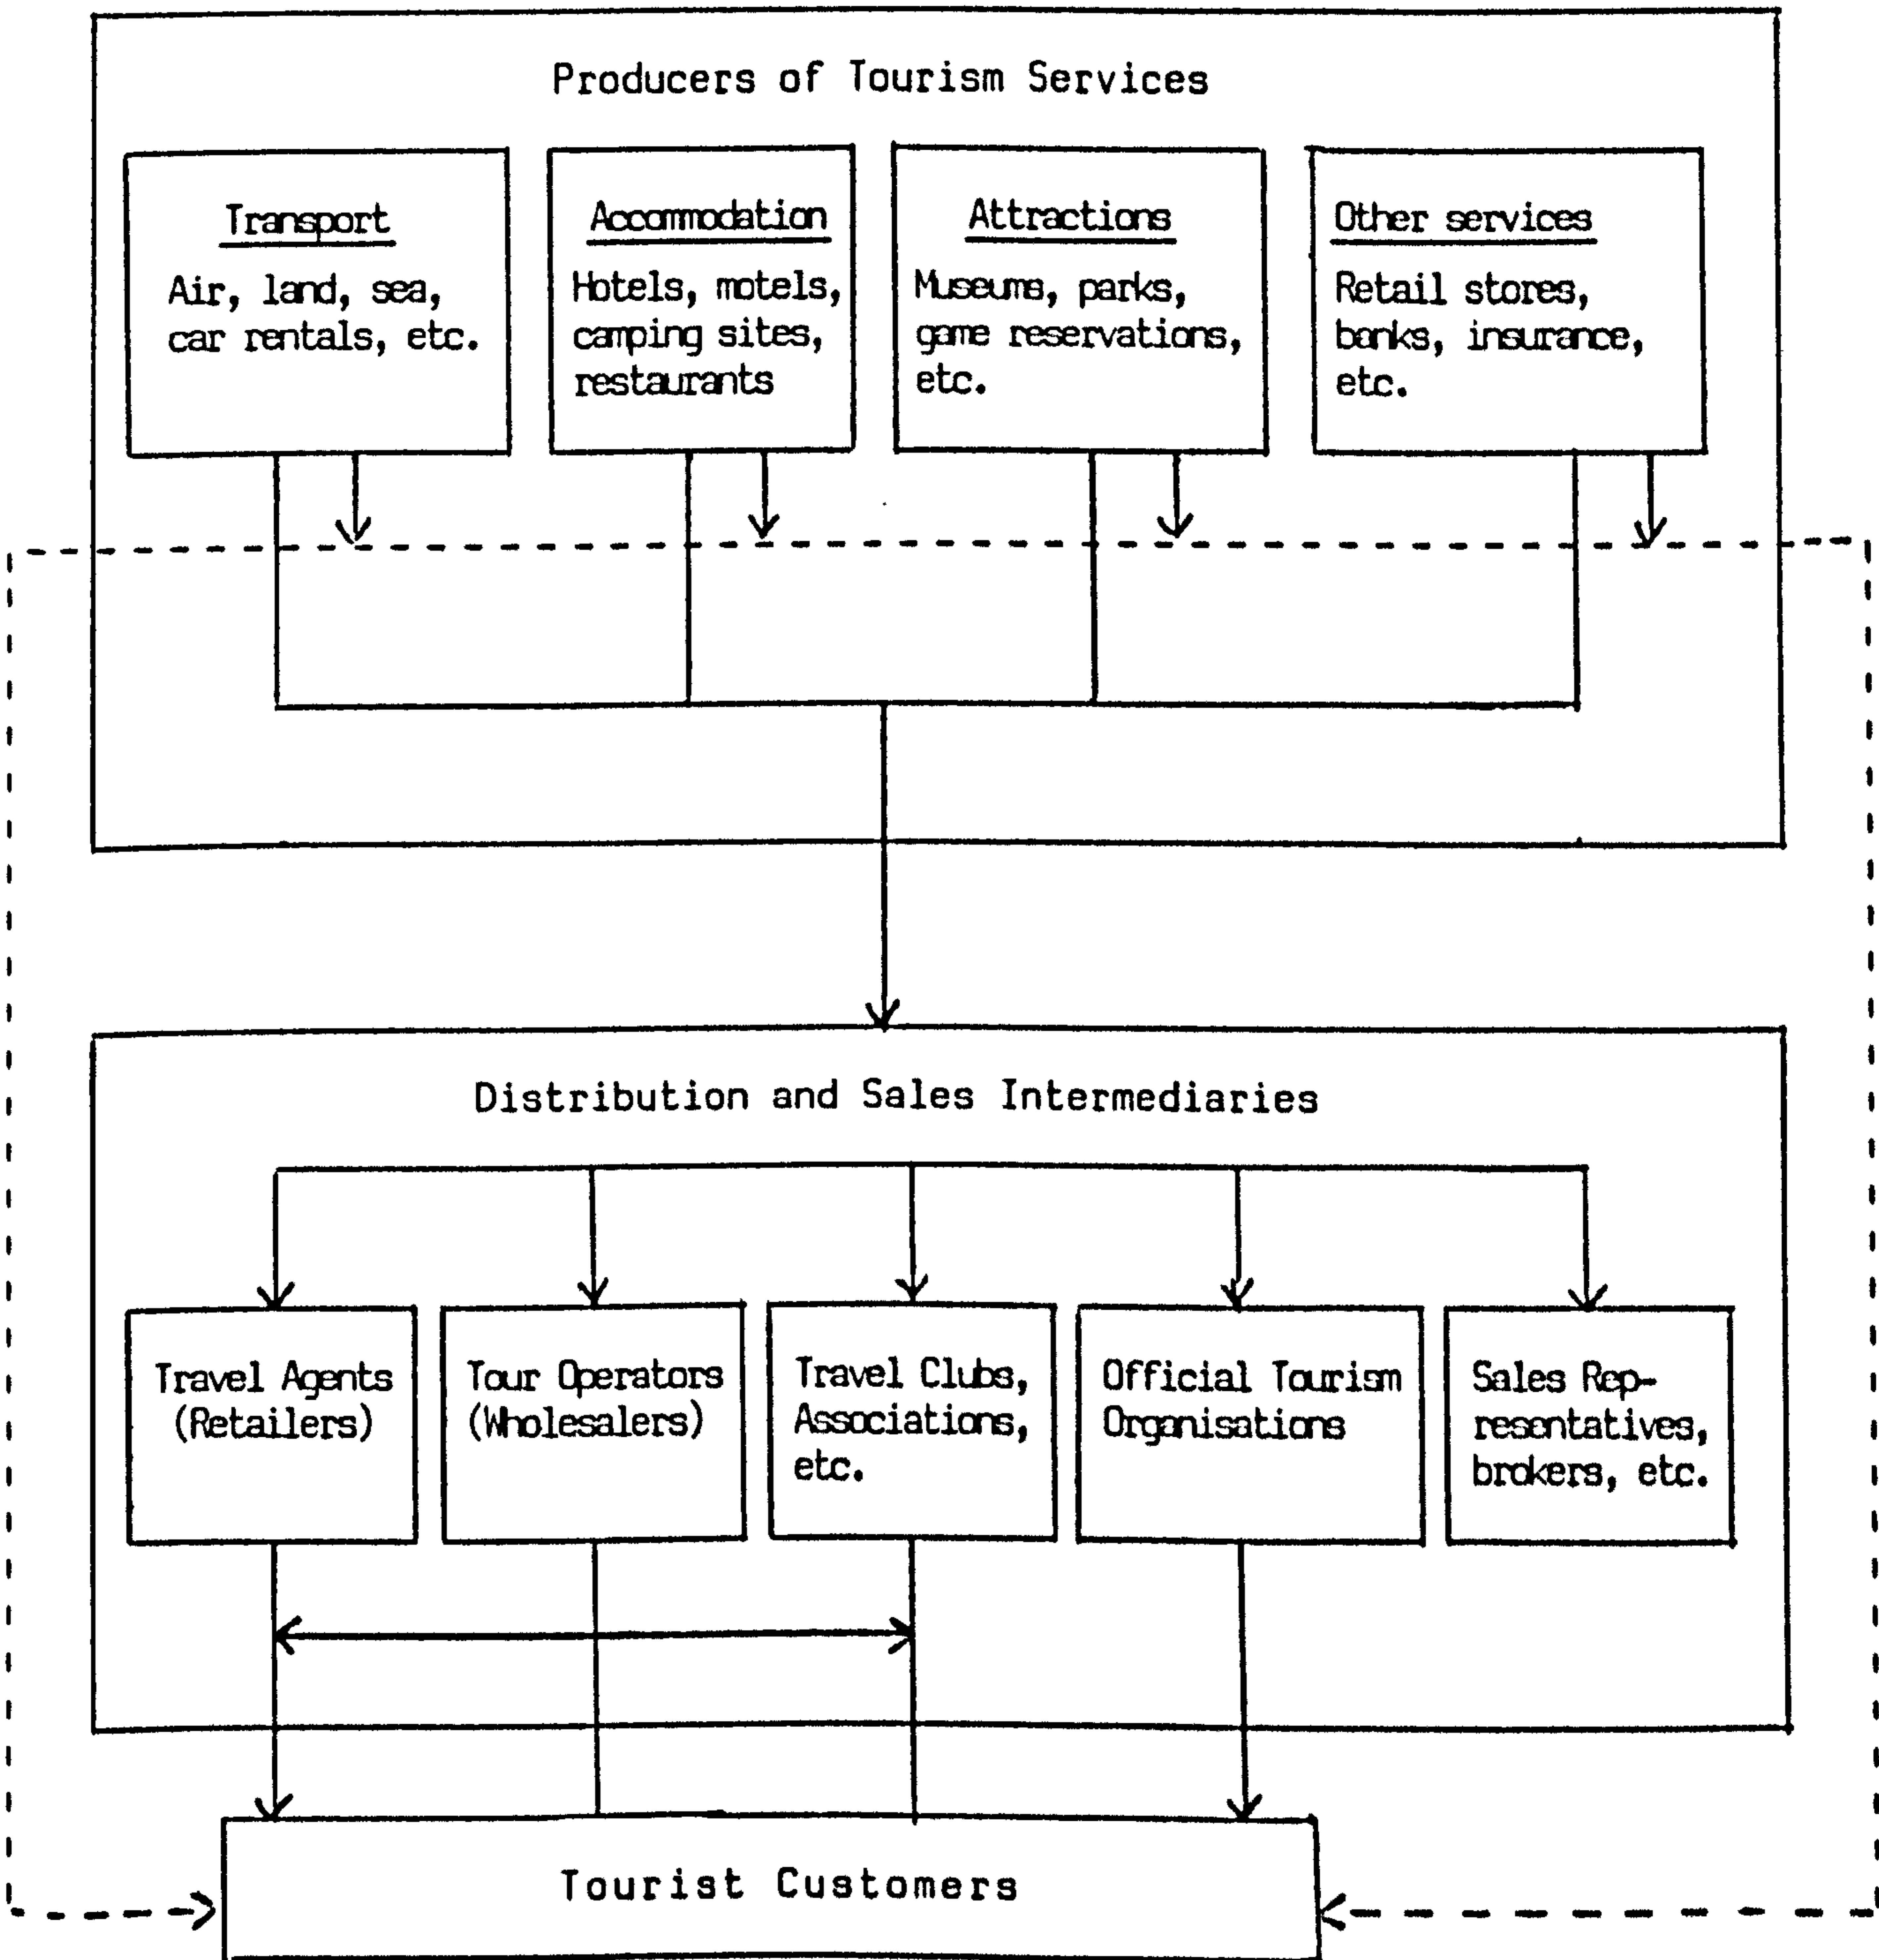 Producers of Tourism Services
Transport
Air, land, sea,
car rentals, etc.
Accommodation
Hotels, motels,
camping sites,
restaurants
Attractions
Museums, parks,
game reservations,
etc.
Other services
Retail stores,
banks, insurance,
etc.
Distribution and Sales Intermediaries
Travel Agents
(Retailers)
Tour Operators
(Wholesalers)
Travel Clubs,
Associations,
etc.
Official Tourism
Organisations
Sales Rep-
resentatives,
brokers, etc.
Tourist Customers